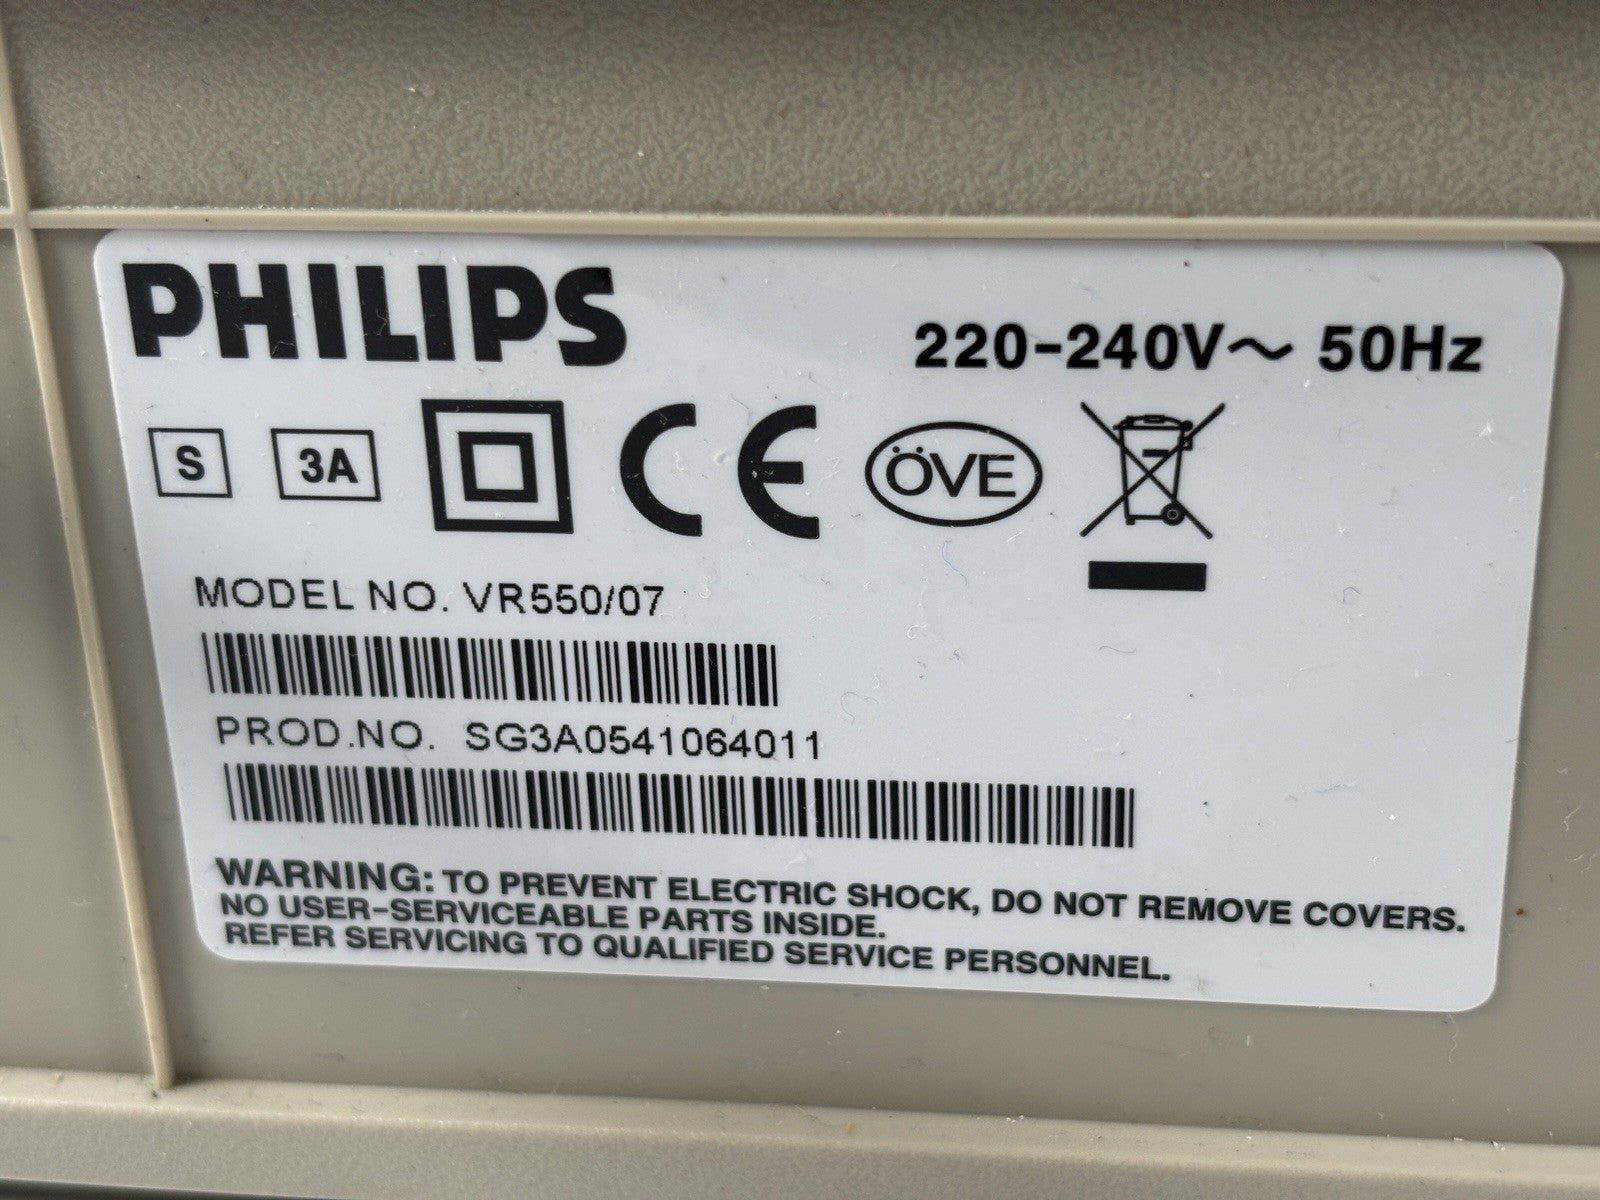 PHILIPS
220-240V~ 50Hz
S 3A CE ÖVE
MODEL NO. VR550/07
PROD.NO. SG3A0541064011
WARNING: TO PREVENT ELECTRIC SHOCK, DO NOT REMOVE COVERS.
NO USER-SERVICEABLE PARTS INSIDE.
REFER SERVICING TO QUALIFIED SERVICE PERSONNEL.